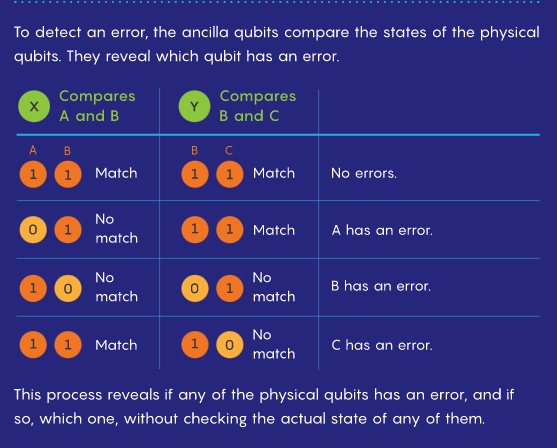 To detect an error, the ancilla qubits compare the states of the physical
qubits. They reveal which qubit has an error.
X Compares A and B
Y Compares B and C
A B B C
1 1 Match 1 1 Match No errors.
0 1 No match 1 1 Match A has an error.
1 0 No match 0 1 No match B has an error.
1 1 Match 1 0 No match C has an error.
This process reveals if any of the physical qubits has an error, and if
so, which one, without checking the actual state of any of them.